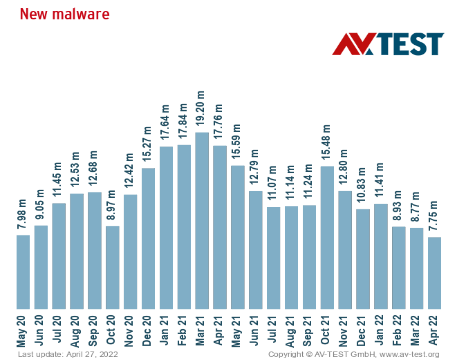 New malware
AVTEST
7.98 m
9.05 m
11.45 m
12.53 m
12.68 m
8.97 m
12.42 m
15.27 m
17.64 m
17.84 m
19.20 m
17.76 m
15.59 m
12.79 m
11.07 m
11.14 m
11.24 m
15.48 m
12.80 m
10.83 m
11.41 m
8.93 m
8.77 m
7.75 m
May 20
Jun 20
Jul 20
Aug 20
Sep 20
Oct 20
Nov 20
Dec 20
Jan 21
Feb 21
Mar 21
Apr 21
May 21
Jun 21
Jul 21
Aug 21
Sep 21
Oct 21
Nov 21
Dec 21
Jan 22
Feb 22
Mar 22
Apr 22
Last update: April 27, 2022
Copyright © AV-TEST GmbH, www.av-test.org